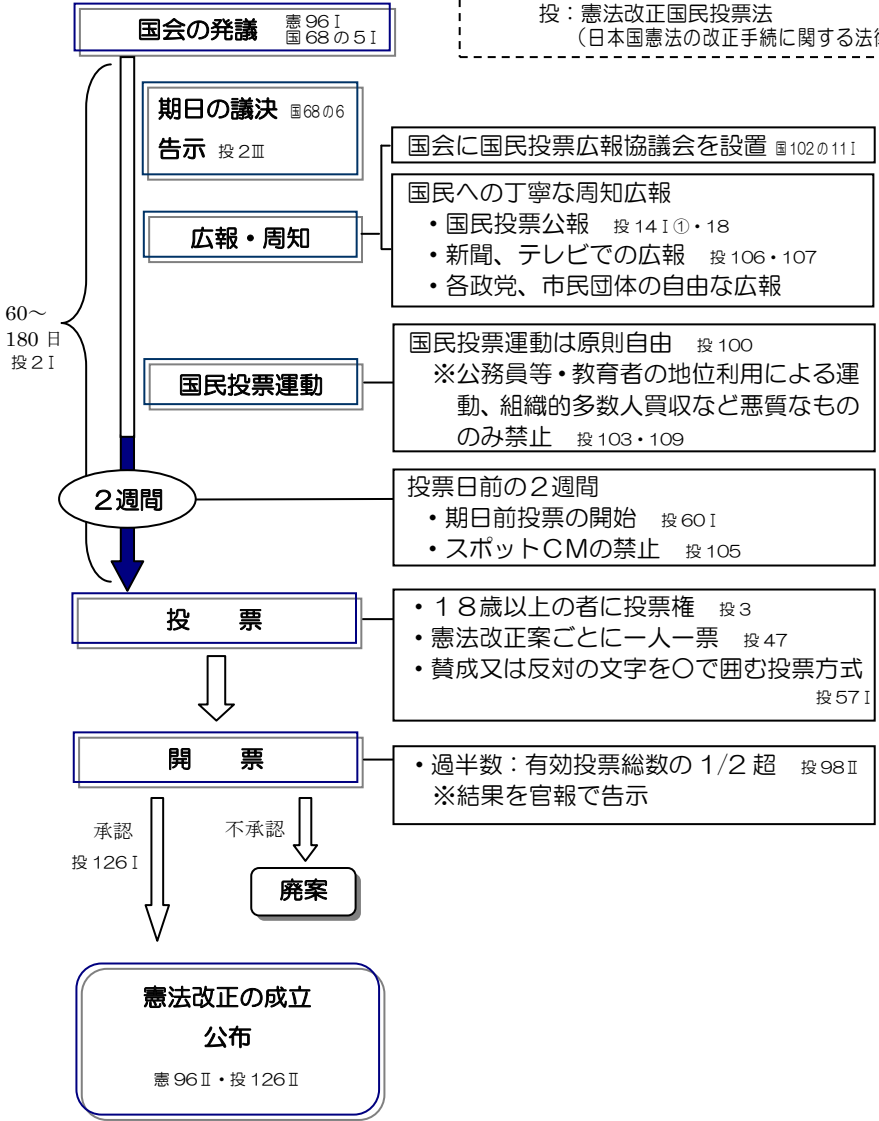 国会の発議 憲96Ⅰ
国68の5Ⅰ
投：憲法改正国民投票法
（日本国憲法の改正手続に関する法律
期日の議決 国68の6
告示 投2Ⅲ
国会に国民投票広報協議会を設置 国102の11Ⅰ
広報・周知
国民への丁寧な周知広報
・国民投票公報 投14Ⅰ①・18
・新聞、テレビでの広報 投106・107
・各政党、市民団体の自由な広報
60～
180日
投2Ⅰ
国民投票運動
国民投票運動は原則自由 投100
※公務員等・教育者の地位利用による運
動、組織的多数人買収など悪質なもの
のみ禁止 投103・109
２週間
投票日前の２週間
・期日前投票の開始 投60Ⅰ
・スポットＣＭの禁止 投105
投 票
・１８歳以上の者に投票権 投3
・憲法改正案ごとに一人一票 投47
・賛成又は反対の文字を〇で囲む投票方式
投57Ⅰ
開 票
・過半数：有効投票総数の 1/2 超 投98Ⅱ
※結果を官報で告示
承認
投126Ⅰ
不承認
廃案
憲法改正の成立
公布
憲96Ⅱ・投126Ⅱ